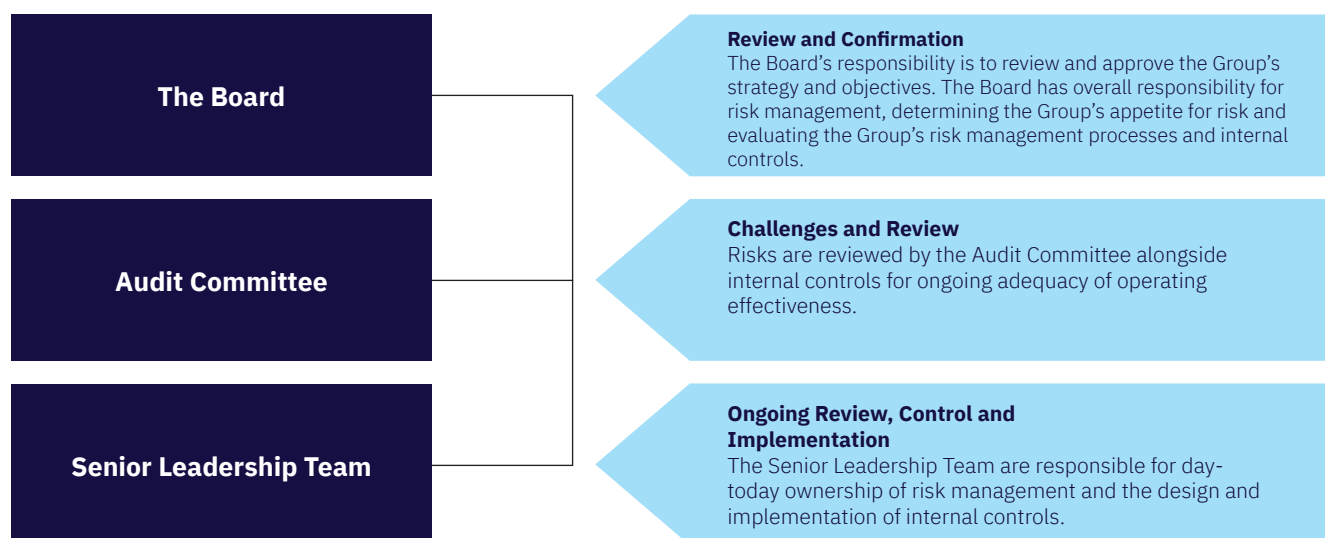 The Board
Review and Confirmation
The Board's responsibility is to review and approve the Group's
strategy and objectives. The Board has overall responsibility for
risk management, determining the Group's appetite for risk and
evaluating the Group's risk management processes and internal
controls.
Audit Committee
Challenges and Review
Risks are reviewed by the Audit Committee alongside
internal controls for ongoing adequacy of operating
effectiveness.
Senior Leadership Team
Ongoing Review, Control and
Implementation
The Senior Leadership Team are responsible for day-
today ownership of risk management and the design and
implementation of internal controls.